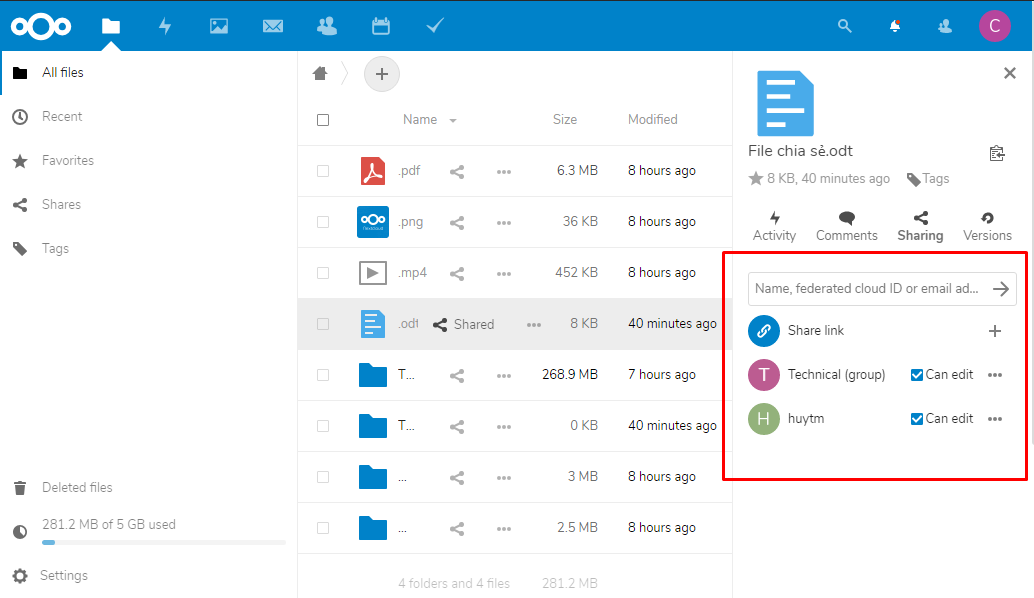 C
All files
Recent
Favorites
Shares
Tags
Deleted files
281.2 MB of 5 GB used
Settings
Name Size Modified
.pdf 6.3 MB 8 hours ago
.png 36 KB 8 hours ago
.mp4 452 KB 8 hours ago
.odt Shared 8 KB 40 minutes ago
T... 268.9 MB 7 hours ago
T... 0 KB 40 minutes ago
... 3 MB 8 hours ago
... 2.5 MB 8 hours ago
4 folders and 4 files 281.2 MB
File chia sẻ.odt
8 KB, 40 minutes ago Tags
Activity Comments Sharing Versions
Name, federated cloud ID or email ad...
Share link
T Technical (group) Can edit
H huytm Can edit